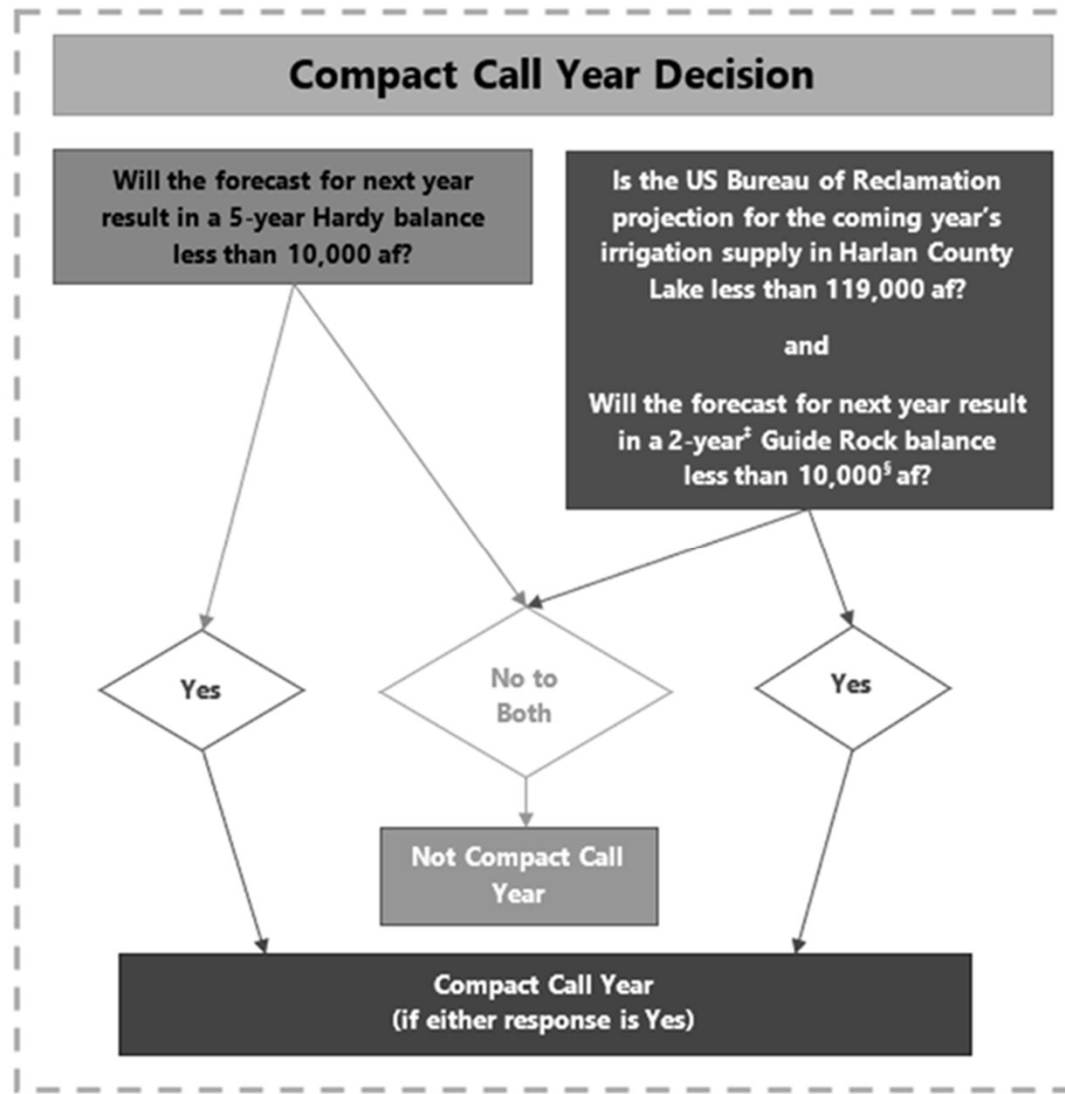 Compact Call Year Decision
Will the forecast for next year
result in a 5-year Hardy balance
less than 10,000 af?
Is the US Bureau of Reclamation
projection for the coming year’s
irrigation supply in Harlan County
Lake less than 119,000 af?
and
Will the forecast for next year result
in a 2-year‡ Guide Rock balance
less than 10,000§ af?
Yes
No to
Both
Yes
Not Compact Call
Year
Compact Call Year
(if either response is Yes)